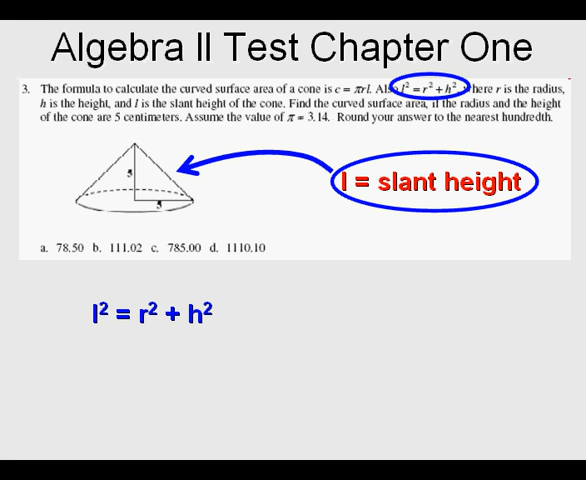 Algebra II Test Chapter One
3. The formula to calculate the curved surface area of a cone is c = πrl. Also l² = r² + h², where r is the radius,
h is the height, and l is the slant height of the cone. Find the curved surface area, if the radius and the height
of the cone are 5 centimeters. Assume the value of π = 3.14. Round your answer to the nearest hundredth.
5
l = slant height
5
a. 78.50 b. 111.02 c. 785.00 d. 1110.10
l² = r² + h²